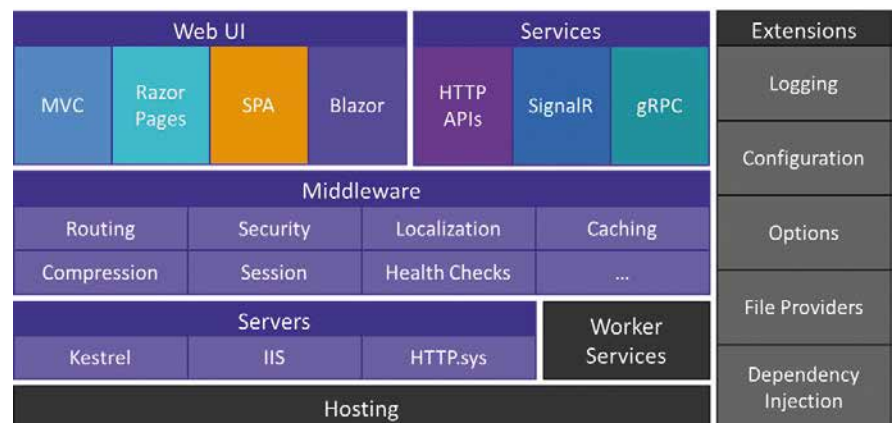 Web UI
MVC
Razor
Pages
SPA
Blazor
Services
HTTP
APIs
SignalR
gRPC
Middleware
Routing
Security
Localization
Caching
Compression
Session
Health Checks
...
Servers
Kestrel
IIS
HTTP.sys
Worker
Services
Hosting
Extensions
Logging
Configuration
Options
File Providers
Dependency
Injection